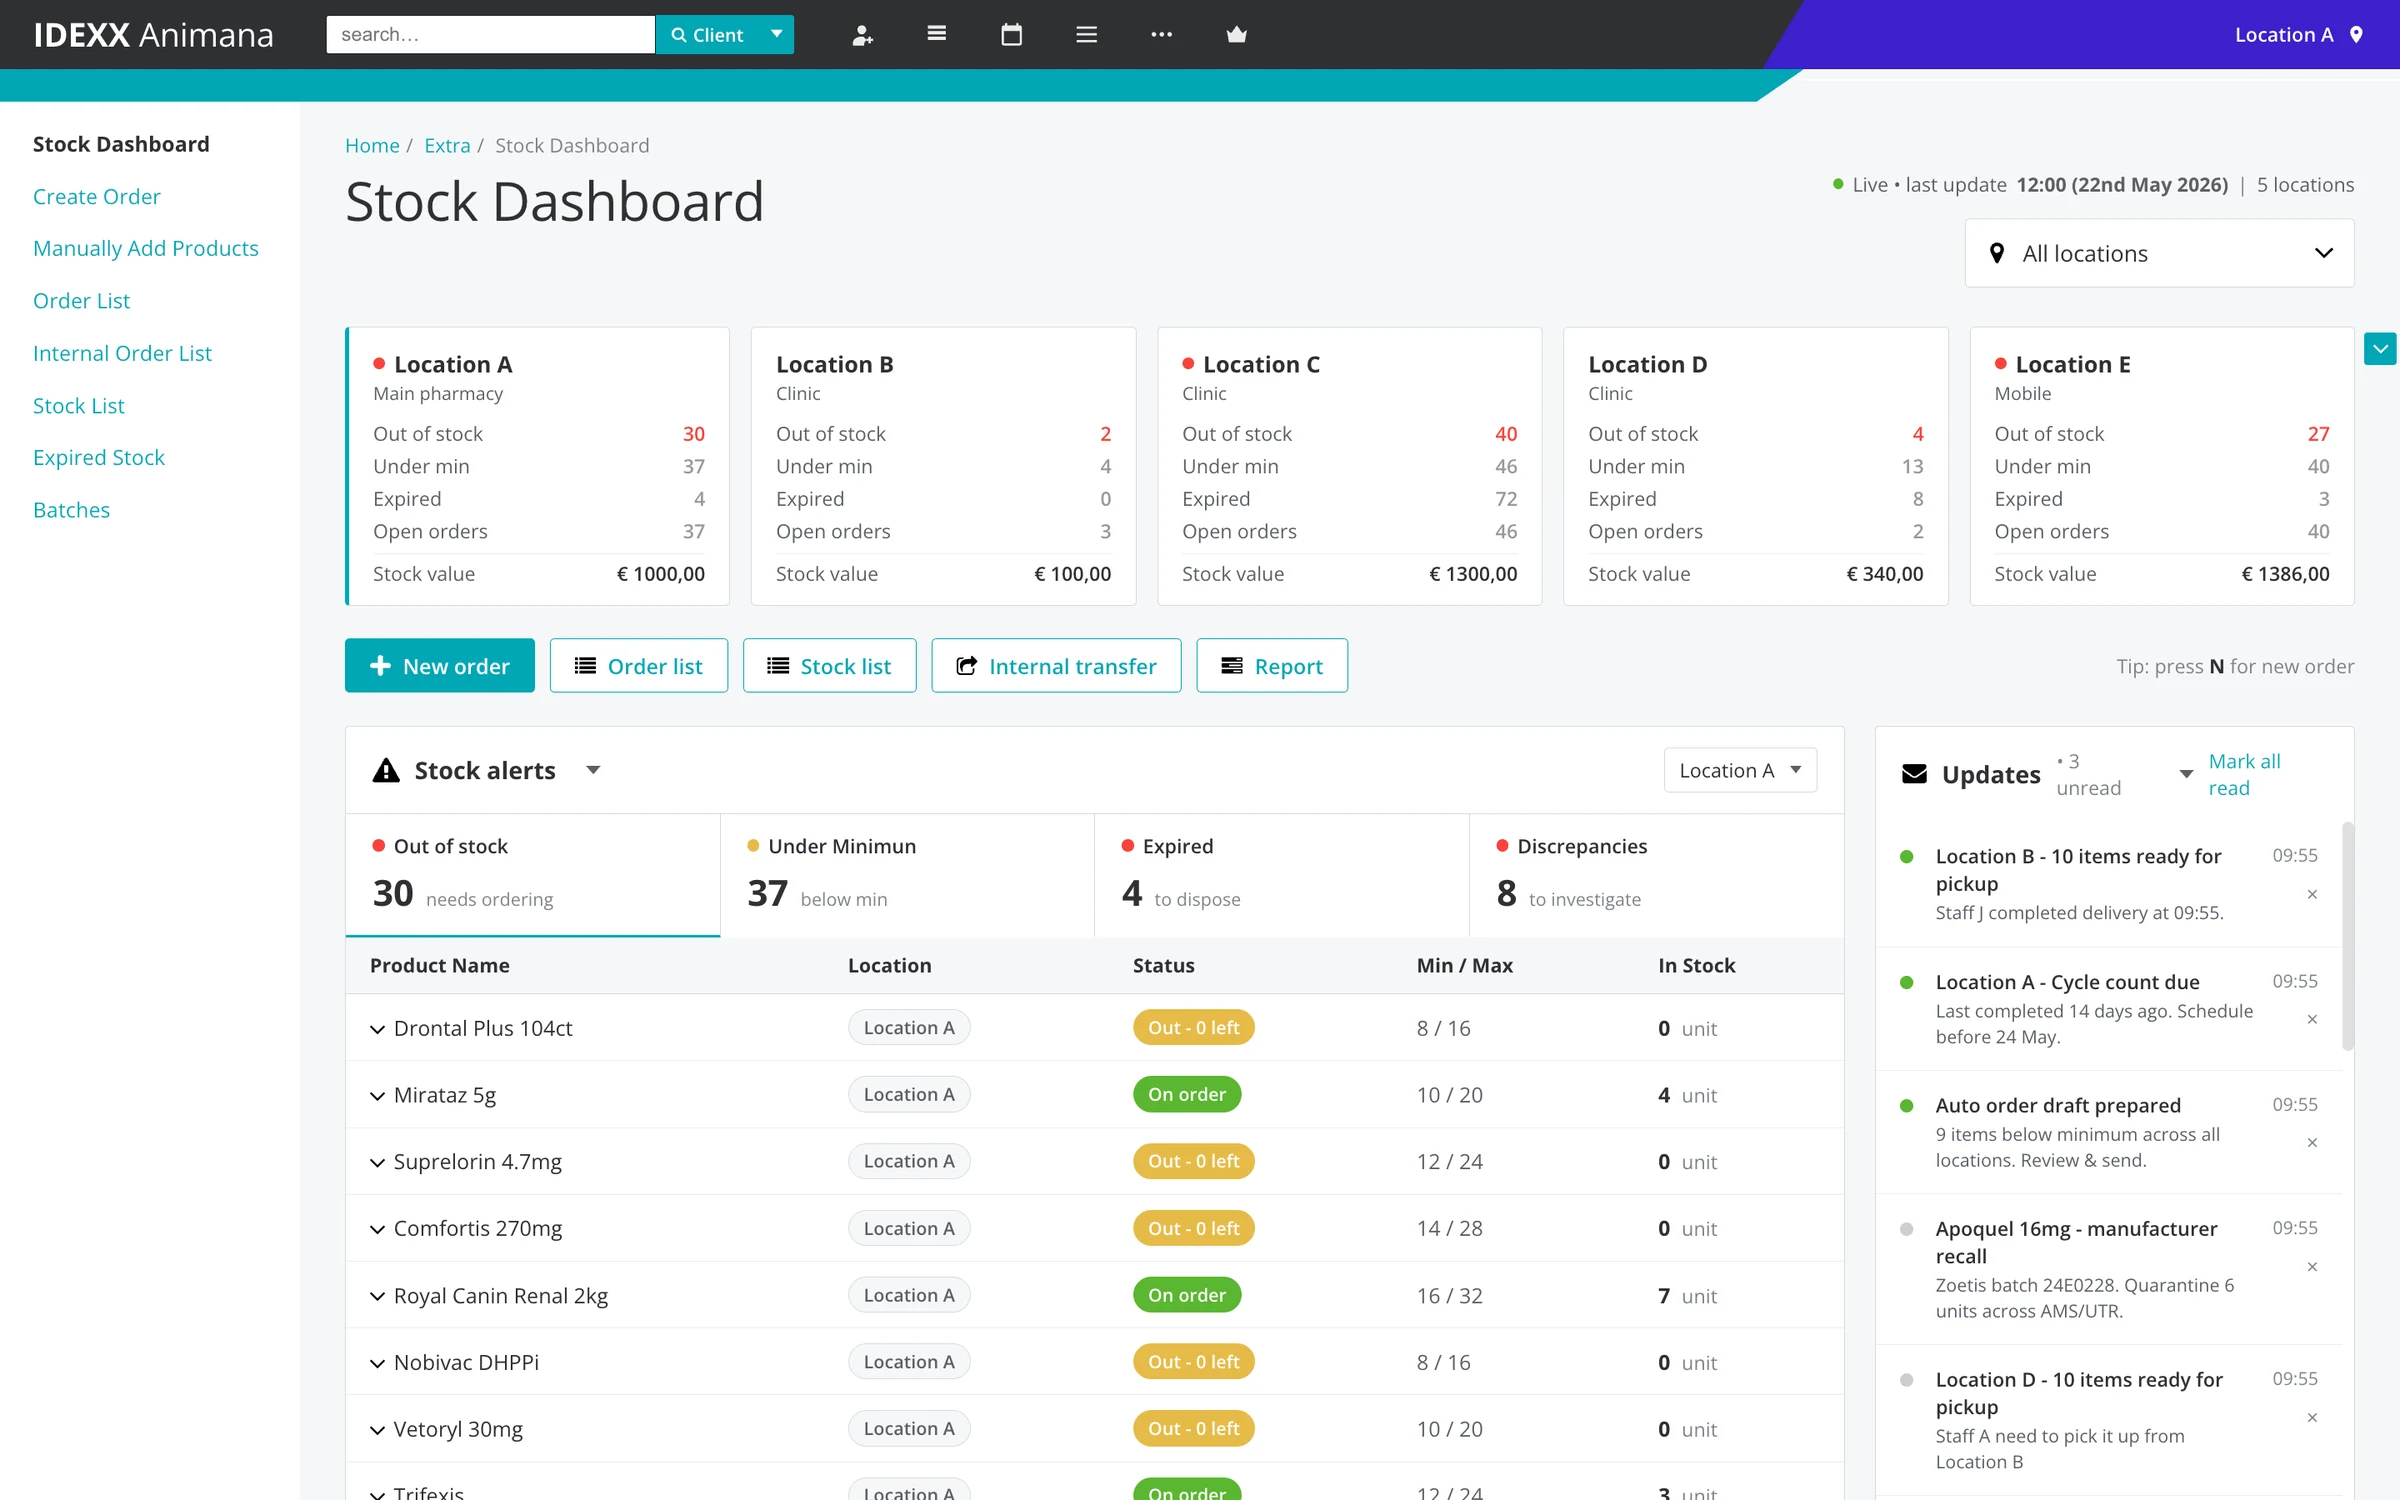 IDEXX Animana
search...
Client
Location A
Stock Dashboard
Create Order
Manually Add Products
Order List
Internal Order List
Stock List
Expired Stock
Batches
Home / Extra / Stock Dashboard
Stock Dashboard
Live • last update 12:00 (22nd May 2026) | 5 locations
All locations
Location A
Main pharmacy
Out of stock 30
Under min 37
Expired 4
Open orders 37
Stock value € 1000,00
Location B
Clinic
Out of stock 2
Under min 4
Expired 0
Open orders 3
Stock value € 100,00
Location C
Clinic
Out of stock 40
Under min 46
Expired 72
Open orders 46
Stock value € 1300,00
Location D
Clinic
Out of stock 4
Under min 13
Expired 8
Open orders 2
Stock value € 340,00
Location E
Mobile
Out of stock 27
Under min 40
Expired 3
Open orders 40
Stock value € 1386,00
New order
Order list
Stock list
Internal transfer
Report
Tip: press N for new order
Stock alerts
Location A
Out of stock
30 needs ordering
Under Minimun
37 below min
Expired
4 to dispose
Discrepancies
8 to investigate
Product Name Location Status Min / Max In Stock
Drontal Plus 104ct Location A Out - 0 left 8 / 16 0 unit
Mirataz 5g Location A On order 10 / 20 4 unit
Suprelorin 4.7mg Location A Out - 0 left 12 / 24 0 unit
Comfortis 270mg Location A Out - 0 left 14 / 28 0 unit
Royal Canin Renal 2kg Location A On order 16 / 32 7 unit
Nobivac DHPPi Location A Out - 0 left 8 / 16 0 unit
Vetoryl 30mg Location A Out - 0 left 10 / 20 0 unit
Trifexis Location A On order 12 / 24 3 unit
Updates
• 3
unread
Mark all
read
Location B - 10 items ready for 09:55
pickup
Staff J completed delivery at 09:55.
Location A - Cycle count due 09:55
Last completed 14 days ago. Schedule
before 24 May.
Auto order draft prepared 09:55
9 items below minimum across all
locations. Review & send.
Apoquel 16mg - manufacturer 09:55
recall
Zoetis batch 24E0228. Quarantine 6
units across AMS/UTR.
Location D - 10 items ready for 09:55
pickup
Staff A need to pick it up from
Location B